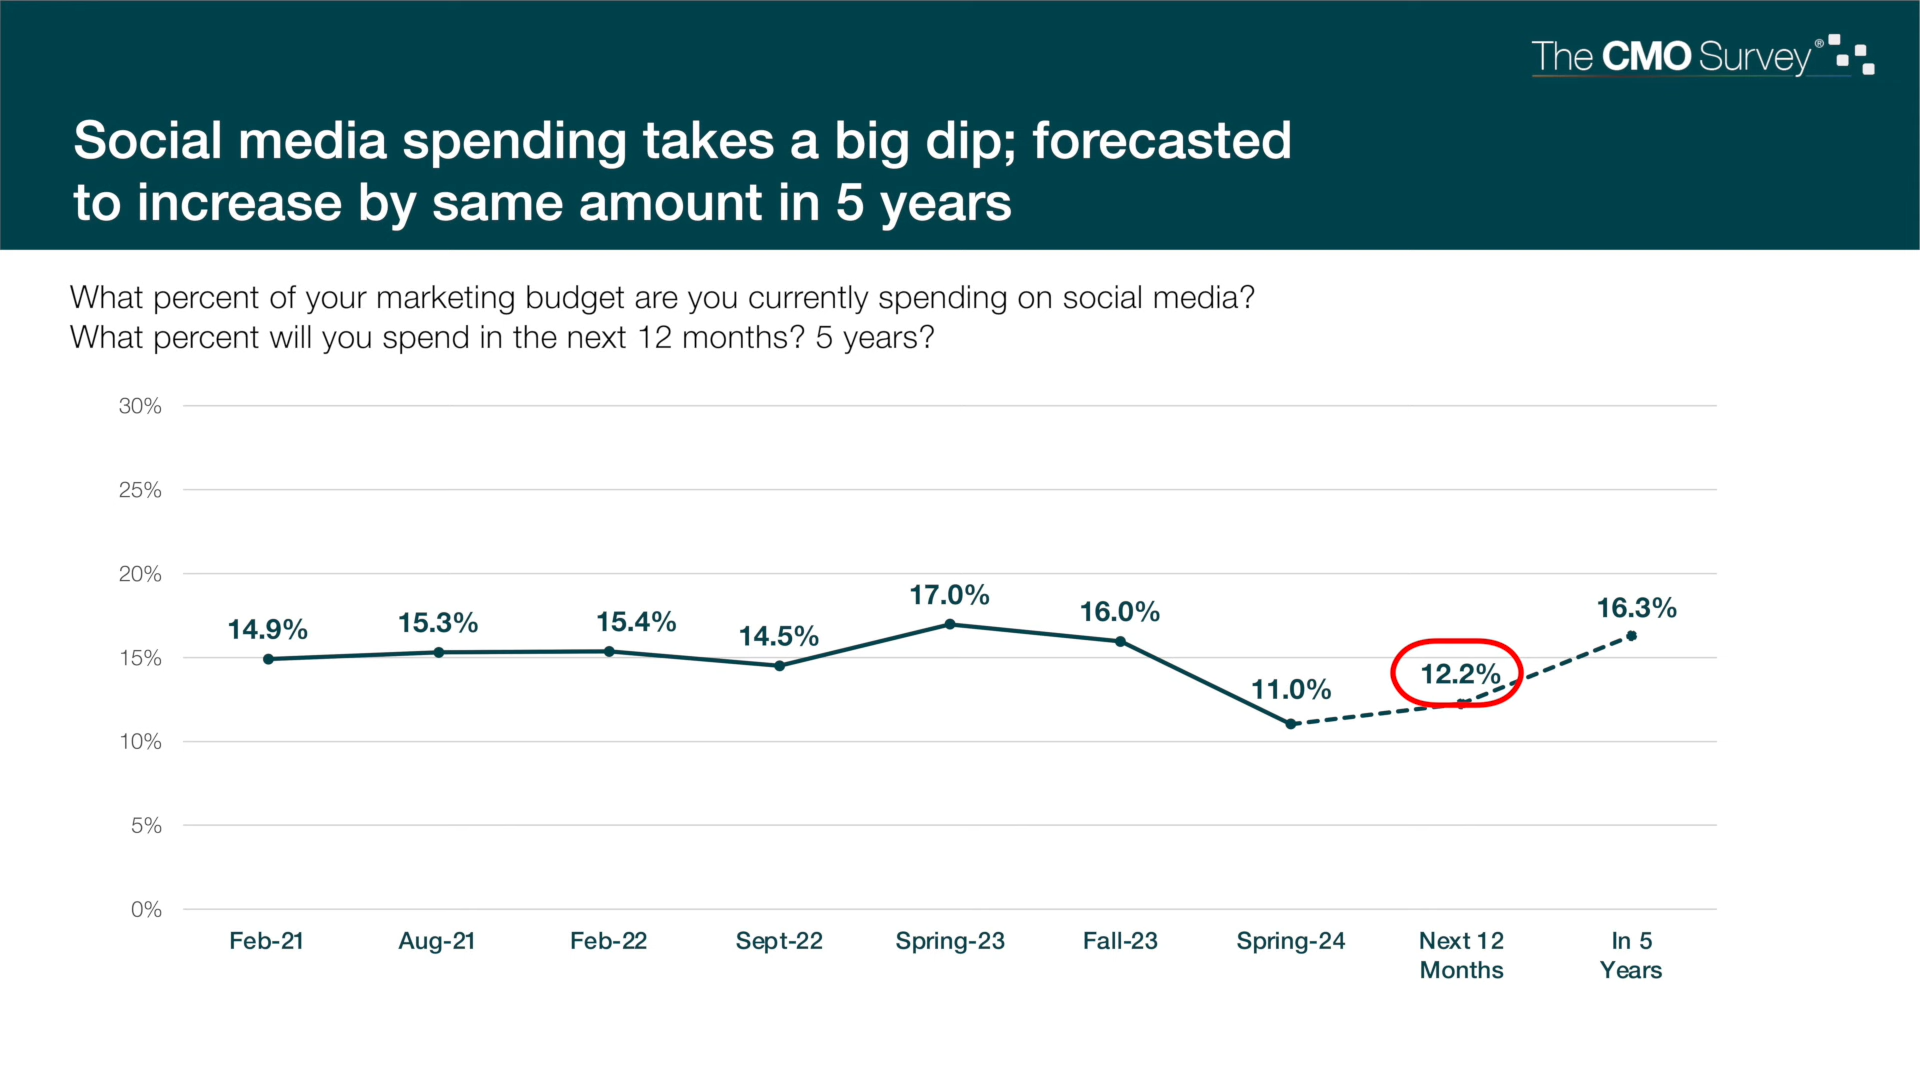 The CMO Survey®
Social media spending takes a big dip; forecasted
to increase by same amount in 5 years
What percent of your marketing budget are you currently spending on social media?
What percent will you spend in the next 12 months? 5 years?
30%
25%
20%
15%
10%
5%
0%
14.9%
15.3%
15.4%
14.5%
17.0%
16.0%
11.0%
12.2%
16.3%
Feb-21
Aug-21
Feb-22
Sept-22
Spring-23
Fall-23
Spring-24
Next 12
Months
In 5
Years